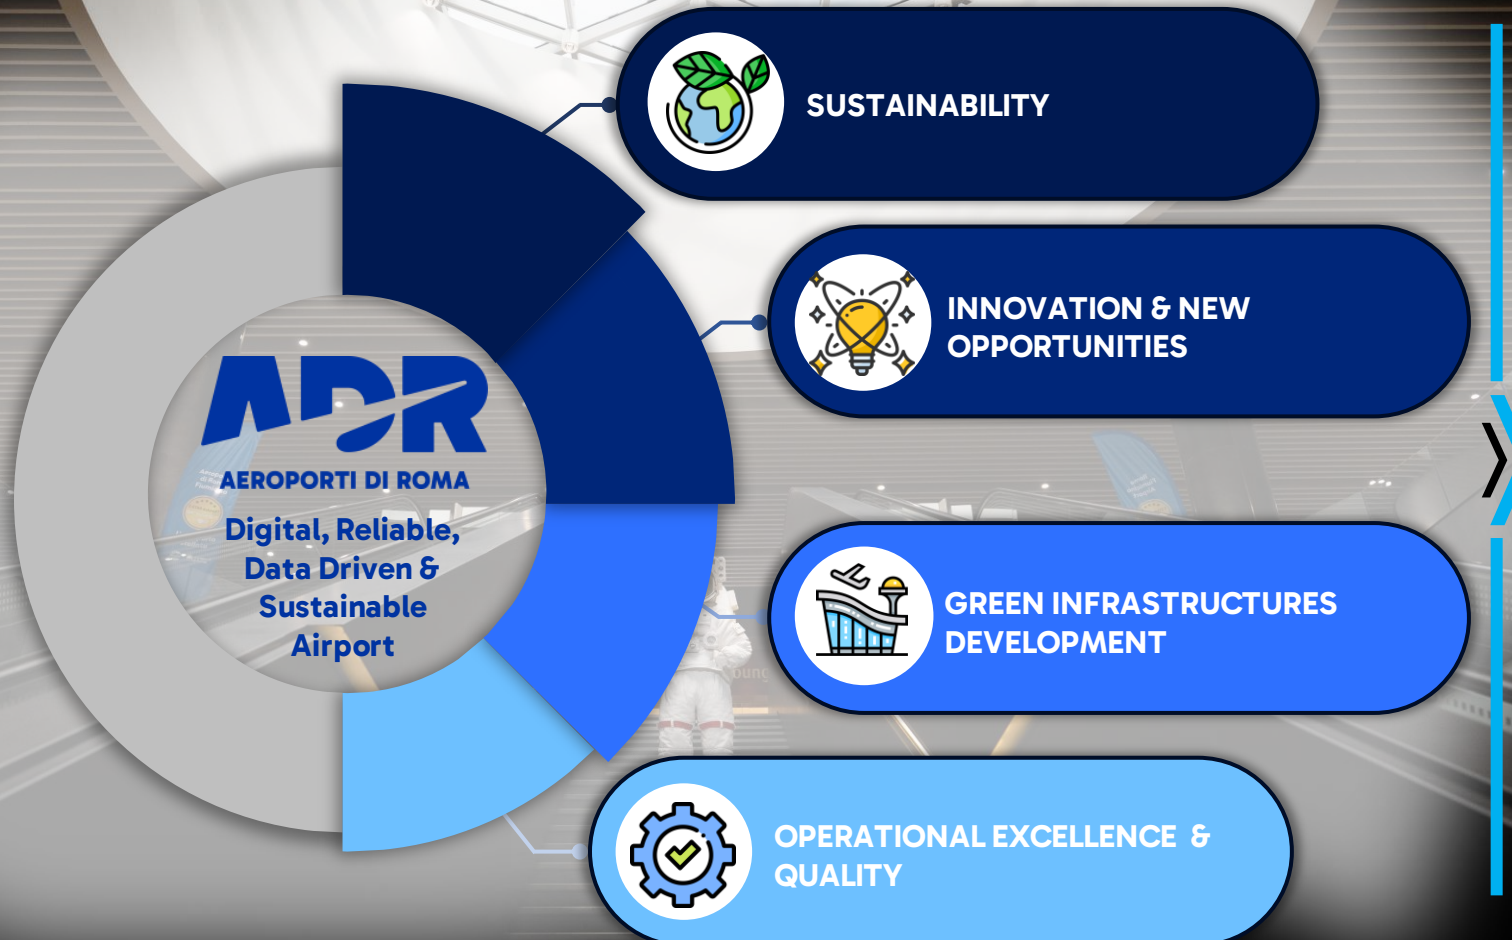 SUSTAINABILITY
INNOVATION & NEW
OPPORTUNITIES
ADR
AEROPORTI DI ROMA
Digital, Reliable,
Data Driven &
Sustainable
Airport
GREEN INFRASTRUCTURES
DEVELOPMENT
OPERATIONAL EXCELLENCE &
QUALITY